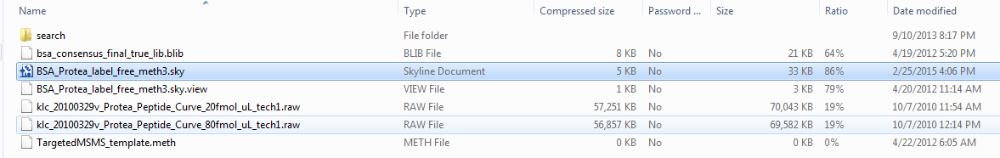 Name Type Compressed size Password ... Size Ratio Date modified
search File folder 9/10/2013 8:17 PM
bsa_consensus_final_true_lib.blib BLIB File 8 KB No 21 KB 64% 4/19/2012 5:20 PM
BSA_Protea_label_free_meth3.sky Skyline Document 5 KB No 33 KB 86% 2/25/2015 4:06 PM
BSA_Protea_label_free_meth3.sky.view VIEW File 1 KB No 3 KB 79% 4/20/2012 11:14 AM
klc_20100329v_Protea_Peptide_Curve_20fmol_uL_tech1.raw RAW File 57,251 KB No 70,043 KB 19% 10/7/2010 11:54 AM
klc_20100329v_Protea_Peptide_Curve_80fmol_uL_tech1.raw RAW File 56,857 KB No 69,582 KB 19% 10/7/2010 12:14 PM
TargetedMSMS_template.meth METH File 0 KB No 0 KB 0% 4/22/2012 6:05 AM